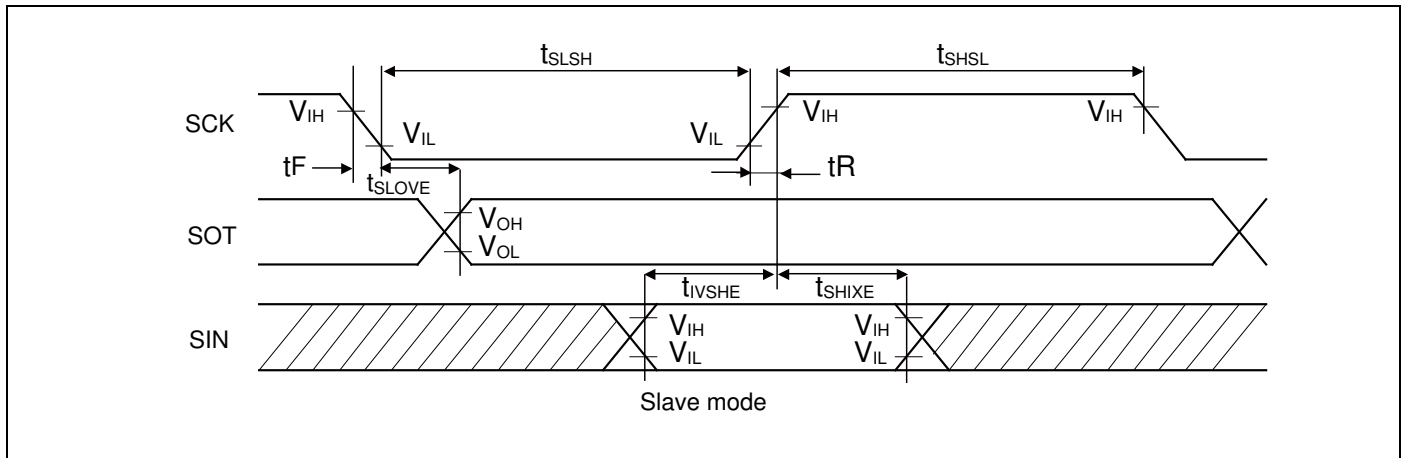 tSLSH
tSHSL
SCK
VIH
VIL
VIL
VIH
VIH
tF
tSLOVE
tR
SOT
VOH
VOL
tIVSHE
tSHIXE
SIN
VIH
VIL
VIH
VIL
Slave mode